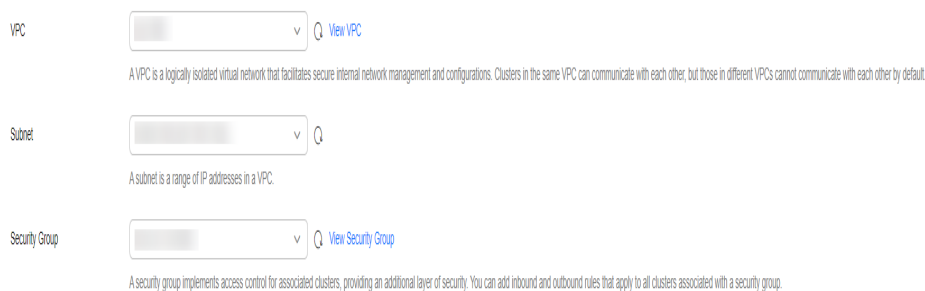 VPC
View VPC
A VPC is a logically isolated virtual network that facilitates secure internal network management and configurations. Clusters in the same VPC can communicate with each other, but those in different VPCs cannot communicate with each other by default.
Subnet
A subnet is a range of IP addresses in a VPC.
Security Group
View Security Group
A security group implements access control for associated clusters, providing an additional layer of security. You can add inbound and outbound rules that apply to all clusters associated with a security group.